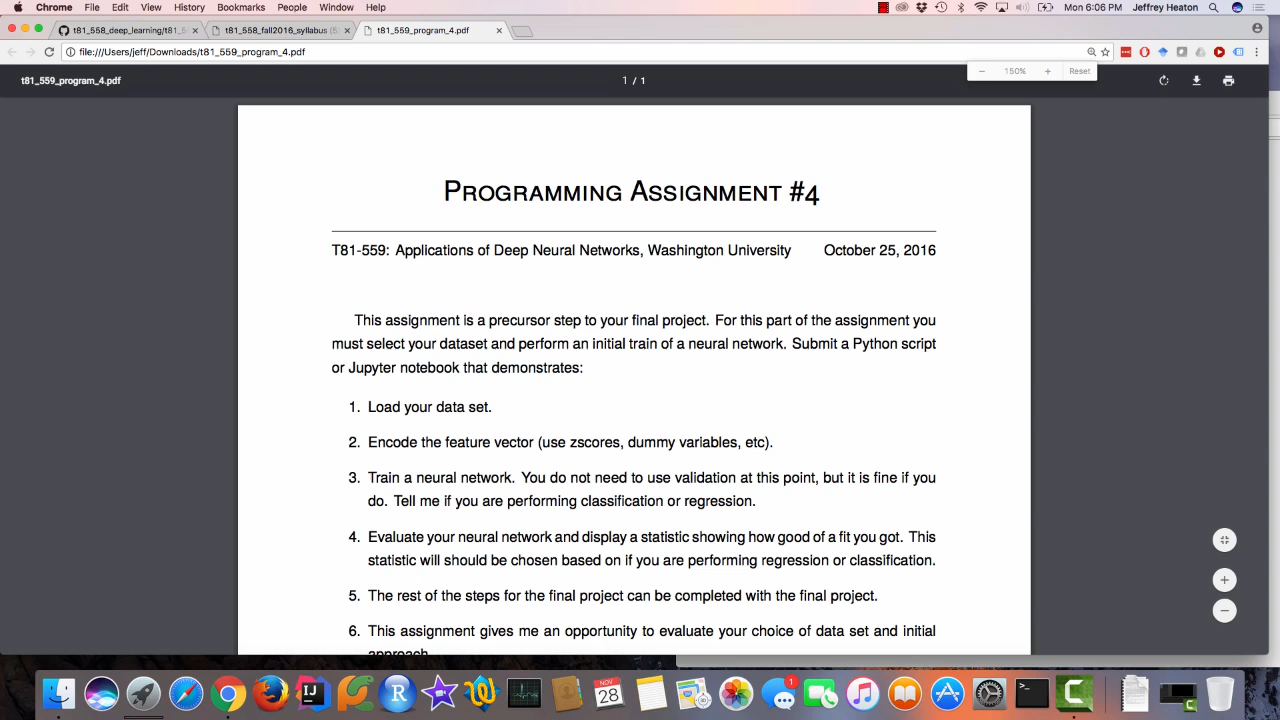 Chrome File Edit View History Bookmarks People Window Help Mon 6:06 PM Jeffrey Heaton
t81_558_deep_learning/t81_5 t81_558_fall2016_syllabus t81_559_program_4.pdf
file:///Users/jeff/Downloads/t81_559_program_4.pdf
150% Reset
t81_559_program_4.pdf 1 / 1
PROGRAMMING ASSIGNMENT #4
T81-559: Applications of Deep Neural Networks, Washington University October 25, 2016
This assignment is a precursor step to your final project. For this part of the assignment you
must select your dataset and perform an initial train of a neural network. Submit a Python script
or Jupyter notebook that demonstrates:
1. Load your data set.
2. Encode the feature vector (use zscores, dummy variables, etc).
3. Train a neural network. You do not need to use validation at this point, but it is fine if you
do. Tell me if you are performing classification or regression.
4. Evaluate your neural network and display a statistic showing how good of a fit you got. This
statistic will should be chosen based on if you are performing regression or classification.
5. The rest of the steps for the final project can be completed with the final project.
6. This assignment gives me an opportunity to evaluate your choice of data set and initial
approach.
IJ R NOV 28 1 C